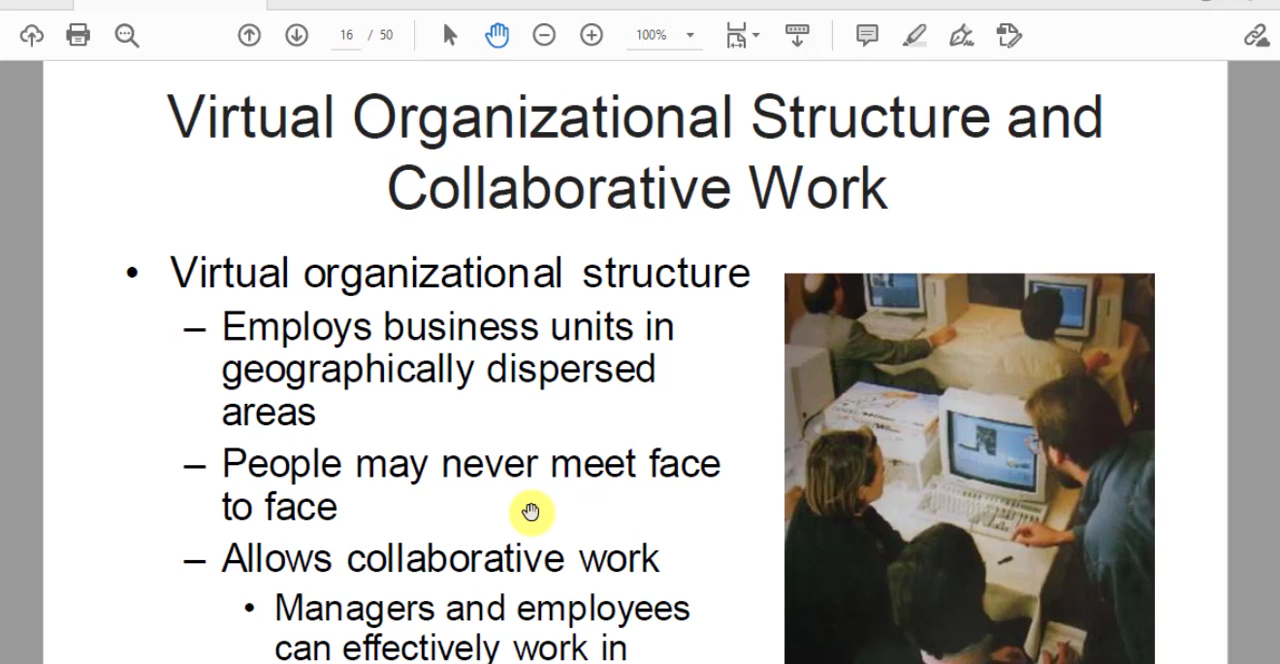 16 / 50 100%
Virtual Organizational Structure and
Collaborative Work
• Virtual organizational structure
– Employs business units in
geographically dispersed
areas
– People may never meet face
to face
– Allows collaborative work
• Managers and employees
can effectively work in